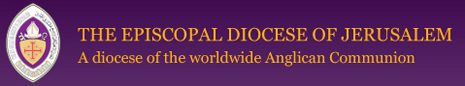 THE EPISCOPAL DIOCESE OF JERUSALEM
A diocese of the worldwide Anglican Communion